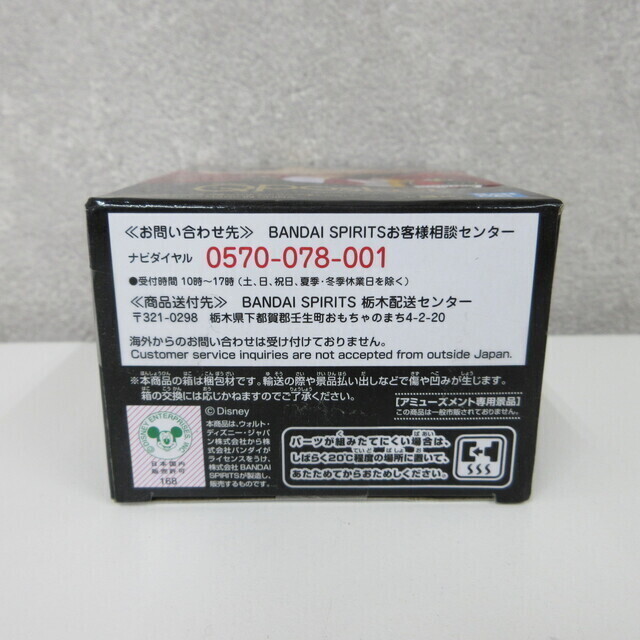 ≪お問い合わせ先≫ BANDAI SPIRITSお客様相談センター
ナビダイヤル 0570-078-001
●受付時間 10時～17時(土、日、祝日、夏季・冬季休業日を除く)
≪商品送付先≫ BANDAI SPIRITS 栃木配送センター
〒321-0298 栃木県下都賀郡壬生町おもちゃのまち4-2-20
海外からのお問い合わせは受け付けておりません。
Customer service inquiries are not accepted from outside Japan.
※本商品の箱は梱包材です。輸送の際や景品払い出しなどで傷や凹みが生じます。
箱の交換には応じかねますのでご了承ください。
【アミューズメント専用景品】
この商品は一般市販されておりません。
©Disney
本商品は、ウォルト・
ディズニー・ジャパ
ン株式会社から株
式会社バンダイが
ライセンスをうけ、
株式会社BANDAI
SPIRITSが製造し、
販売するものです。
©DISNEY ENTERPRISES INC.
日本国内
販売許可
16B
パーツが組みたてにくい場合は、
しばらく20℃程度の場所に置いて、
あたためてからおためしください。